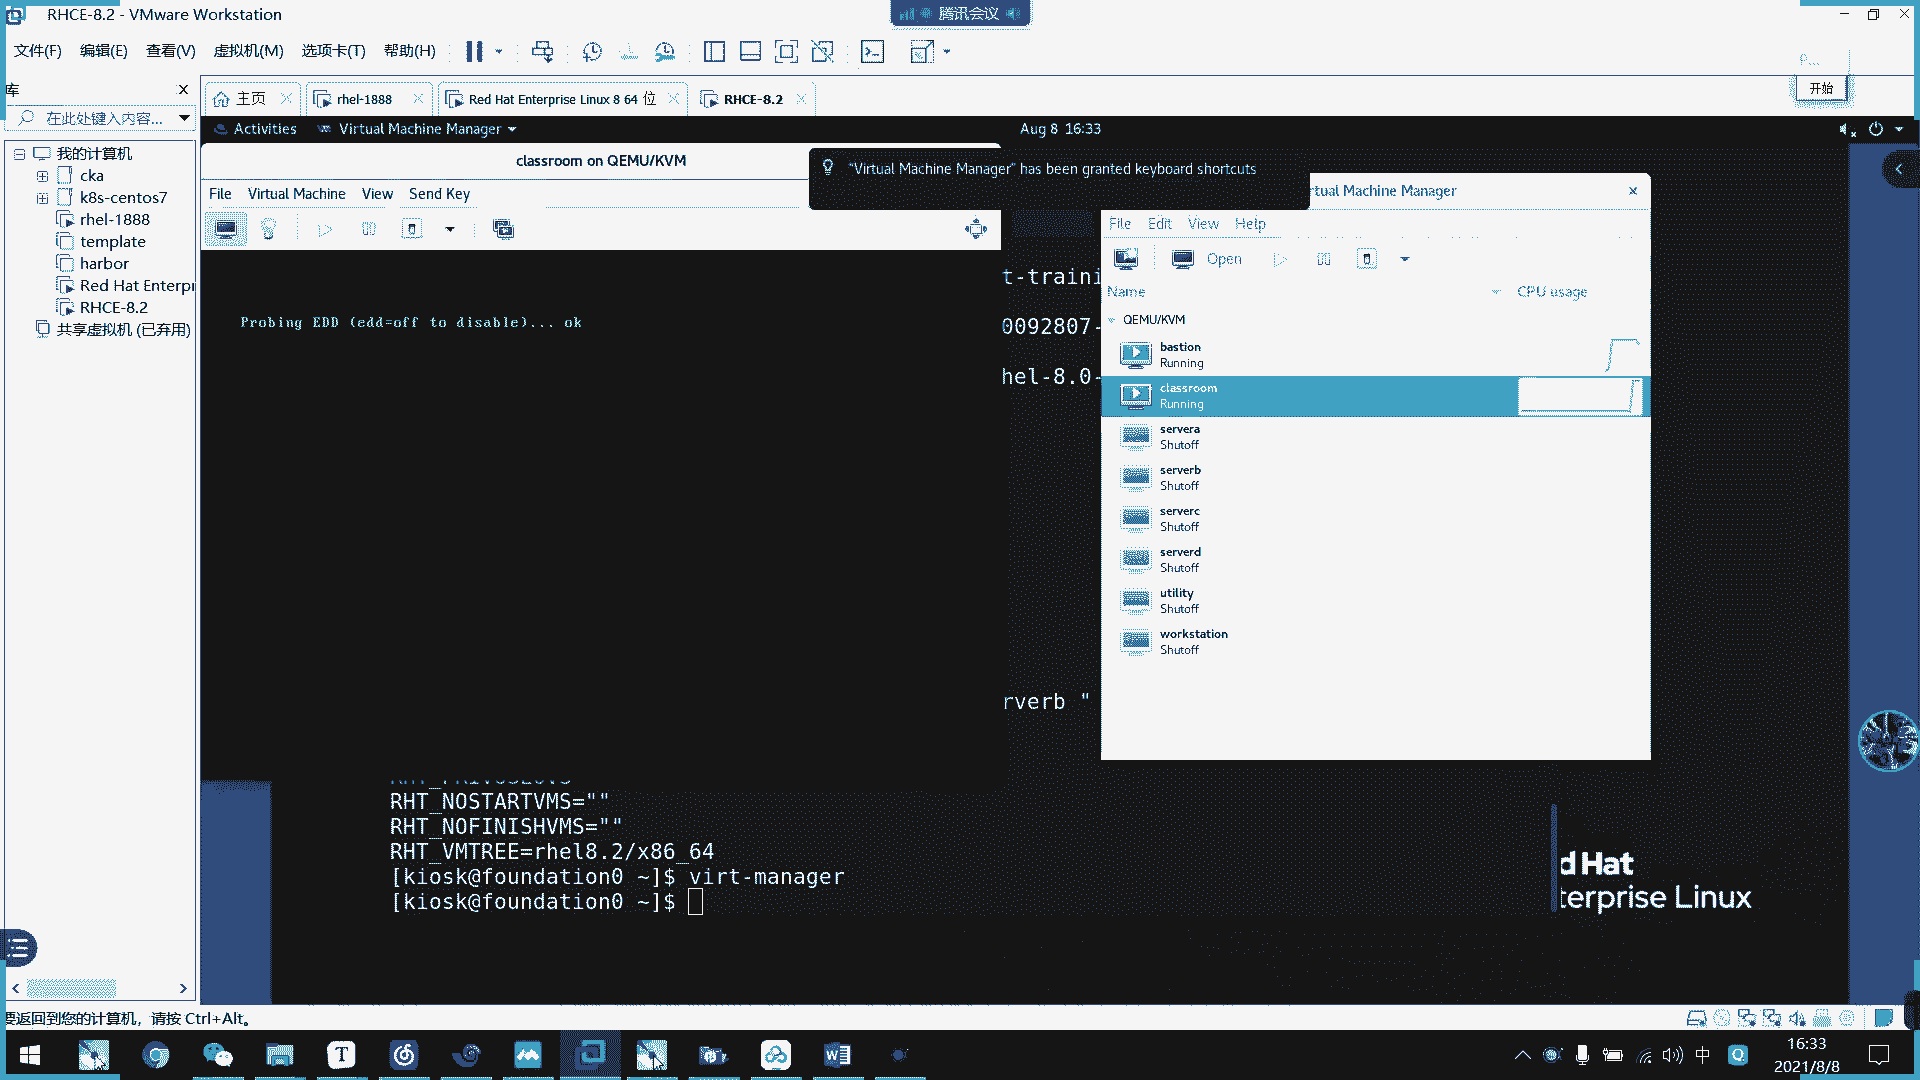 RHCE-8.2 - VMware Workstation
腾讯会议
文件(F) 编辑(E) 查看(V) 虚拟机(M) 选项卡(T) 帮助(H)
P...
开始
库
主页
rhel-1888
Red Hat Enterprise Linux 8 64 位
RHCE-8.2
在此处键入内容...
我的计算机
cka
k8s-centos7
rhel-1888
template
harbor
Red Hat Enterpr
RHCE-8.2
共享虚拟机 (已弃用)
Activities
Virtual Machine Manager
Aug 8 16:33
classroom on QEMU/KVM
File Virtual Machine View Send Key
"Virtual Machine Manager" has been granted keyboard shortcuts
Probing EDD (edd=off to disable)... ok
rtual Machine Manager
File Edit View Help
Open
Name
CPU usage
QEMU/KVM
bastion
Running
classroom
Running
servera
Shutoff
serverb
Shutoff
serverc
Shutoff
serverd
Shutoff
utility
Shutoff
workstation
Shutoff
t-traini
0092807-
hel-8.0-
rverb "
RHT_NOSTARTVMS=""
RHT_NOFINISHVMS=""
RHT_VMTREE=rhel8.2/x86_64
[kiosk@foundation0 ~]$ virt-manager
[kiosk@foundation0 ~]$
d Hat
terprise Linux
要返回到您的计算机，请按 Ctrl+Alt。
中
16:33
2021/8/8